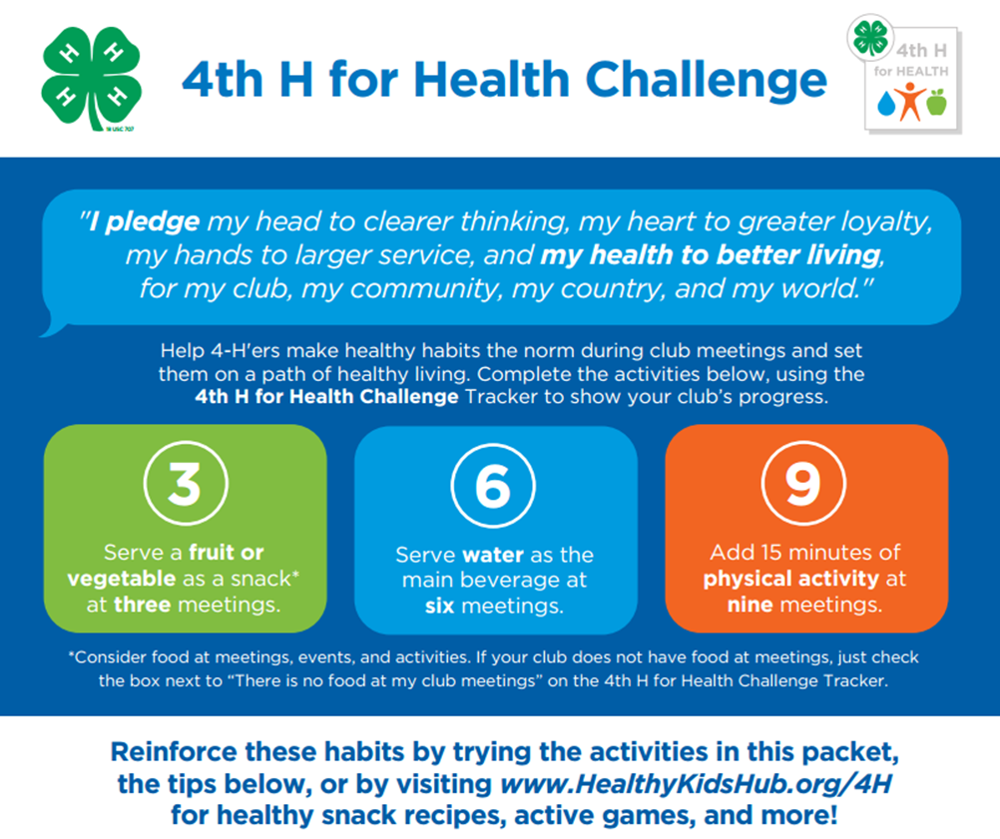 H H
H H
18 USC 707
4th H for Health Challenge
4th H
for HEALTH
"I pledge my head to clearer thinking, my heart to greater loyalty,
my hands to larger service, and my health to better living,
for my club, my community, my country, and my world."
Help 4-H'ers make healthy habits the norm during club meetings and set
them on a path of healthy living. Complete the activities below, using the
4th H for Health Challenge Tracker to show your club's progress.
3
Serve a fruit or
vegetable as a snack*
at three meetings.
6
Serve water as the
main beverage at
six meetings.
9
Add 15 minutes of
physical activity at
nine meetings.
*Consider food at meetings, events, and activities. If your club does not have food at meetings, just check
the box next to “There is no food at my club meetings” on the 4th H for Health Challenge Tracker.
Reinforce these habits by trying the activities in this packet,
the tips below, or by visiting www.HealthyKidsHub.org/4H
for healthy snack recipes, active games, and more!